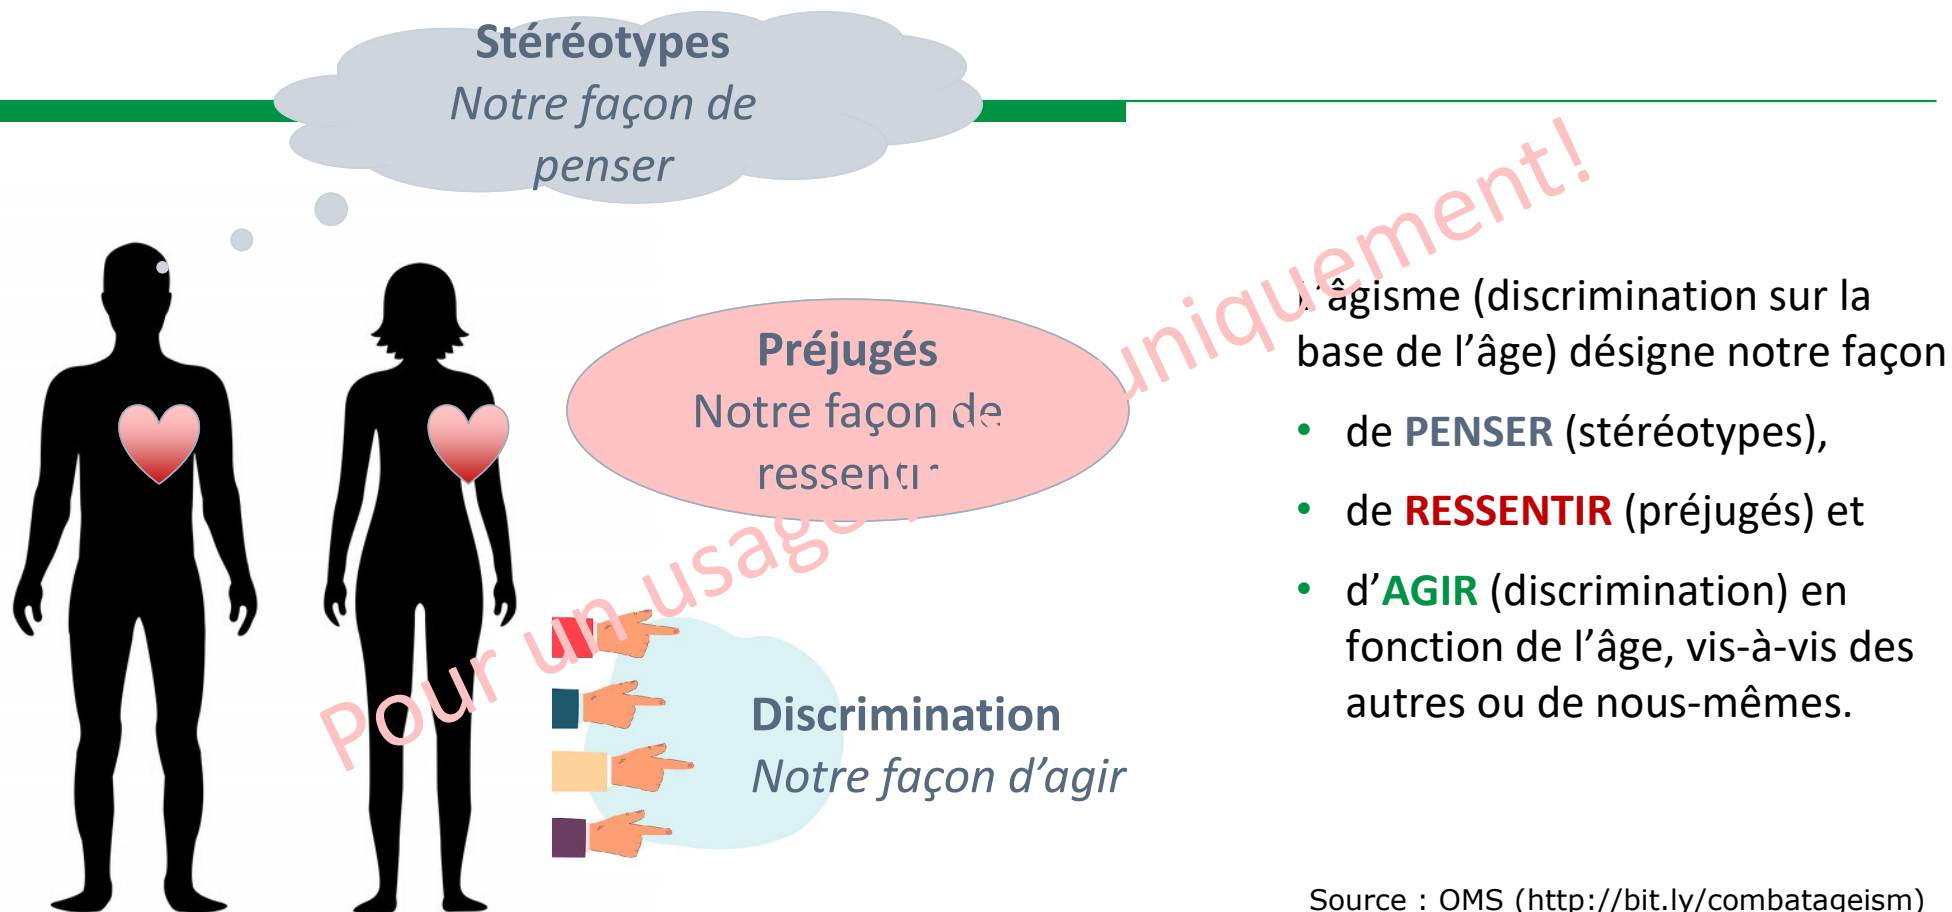 Stéréotypes
Notre façon de
penser
Préjugés
Notre façon de
ressentir
Discrimination
Notre façon d'agir
L'âgisme (discrimination sur la
base de l'âge) désigne notre façon
• de PENSER (stéréotypes),
• de RESSENTIR (préjugés) et
• d'AGIR (discrimination) en
fonction de l'âge, vis-à-vis des
autres ou de nous-mêmes.
Source : OMS (http://bit.ly/combatageism)
Pour un usage uniquement!